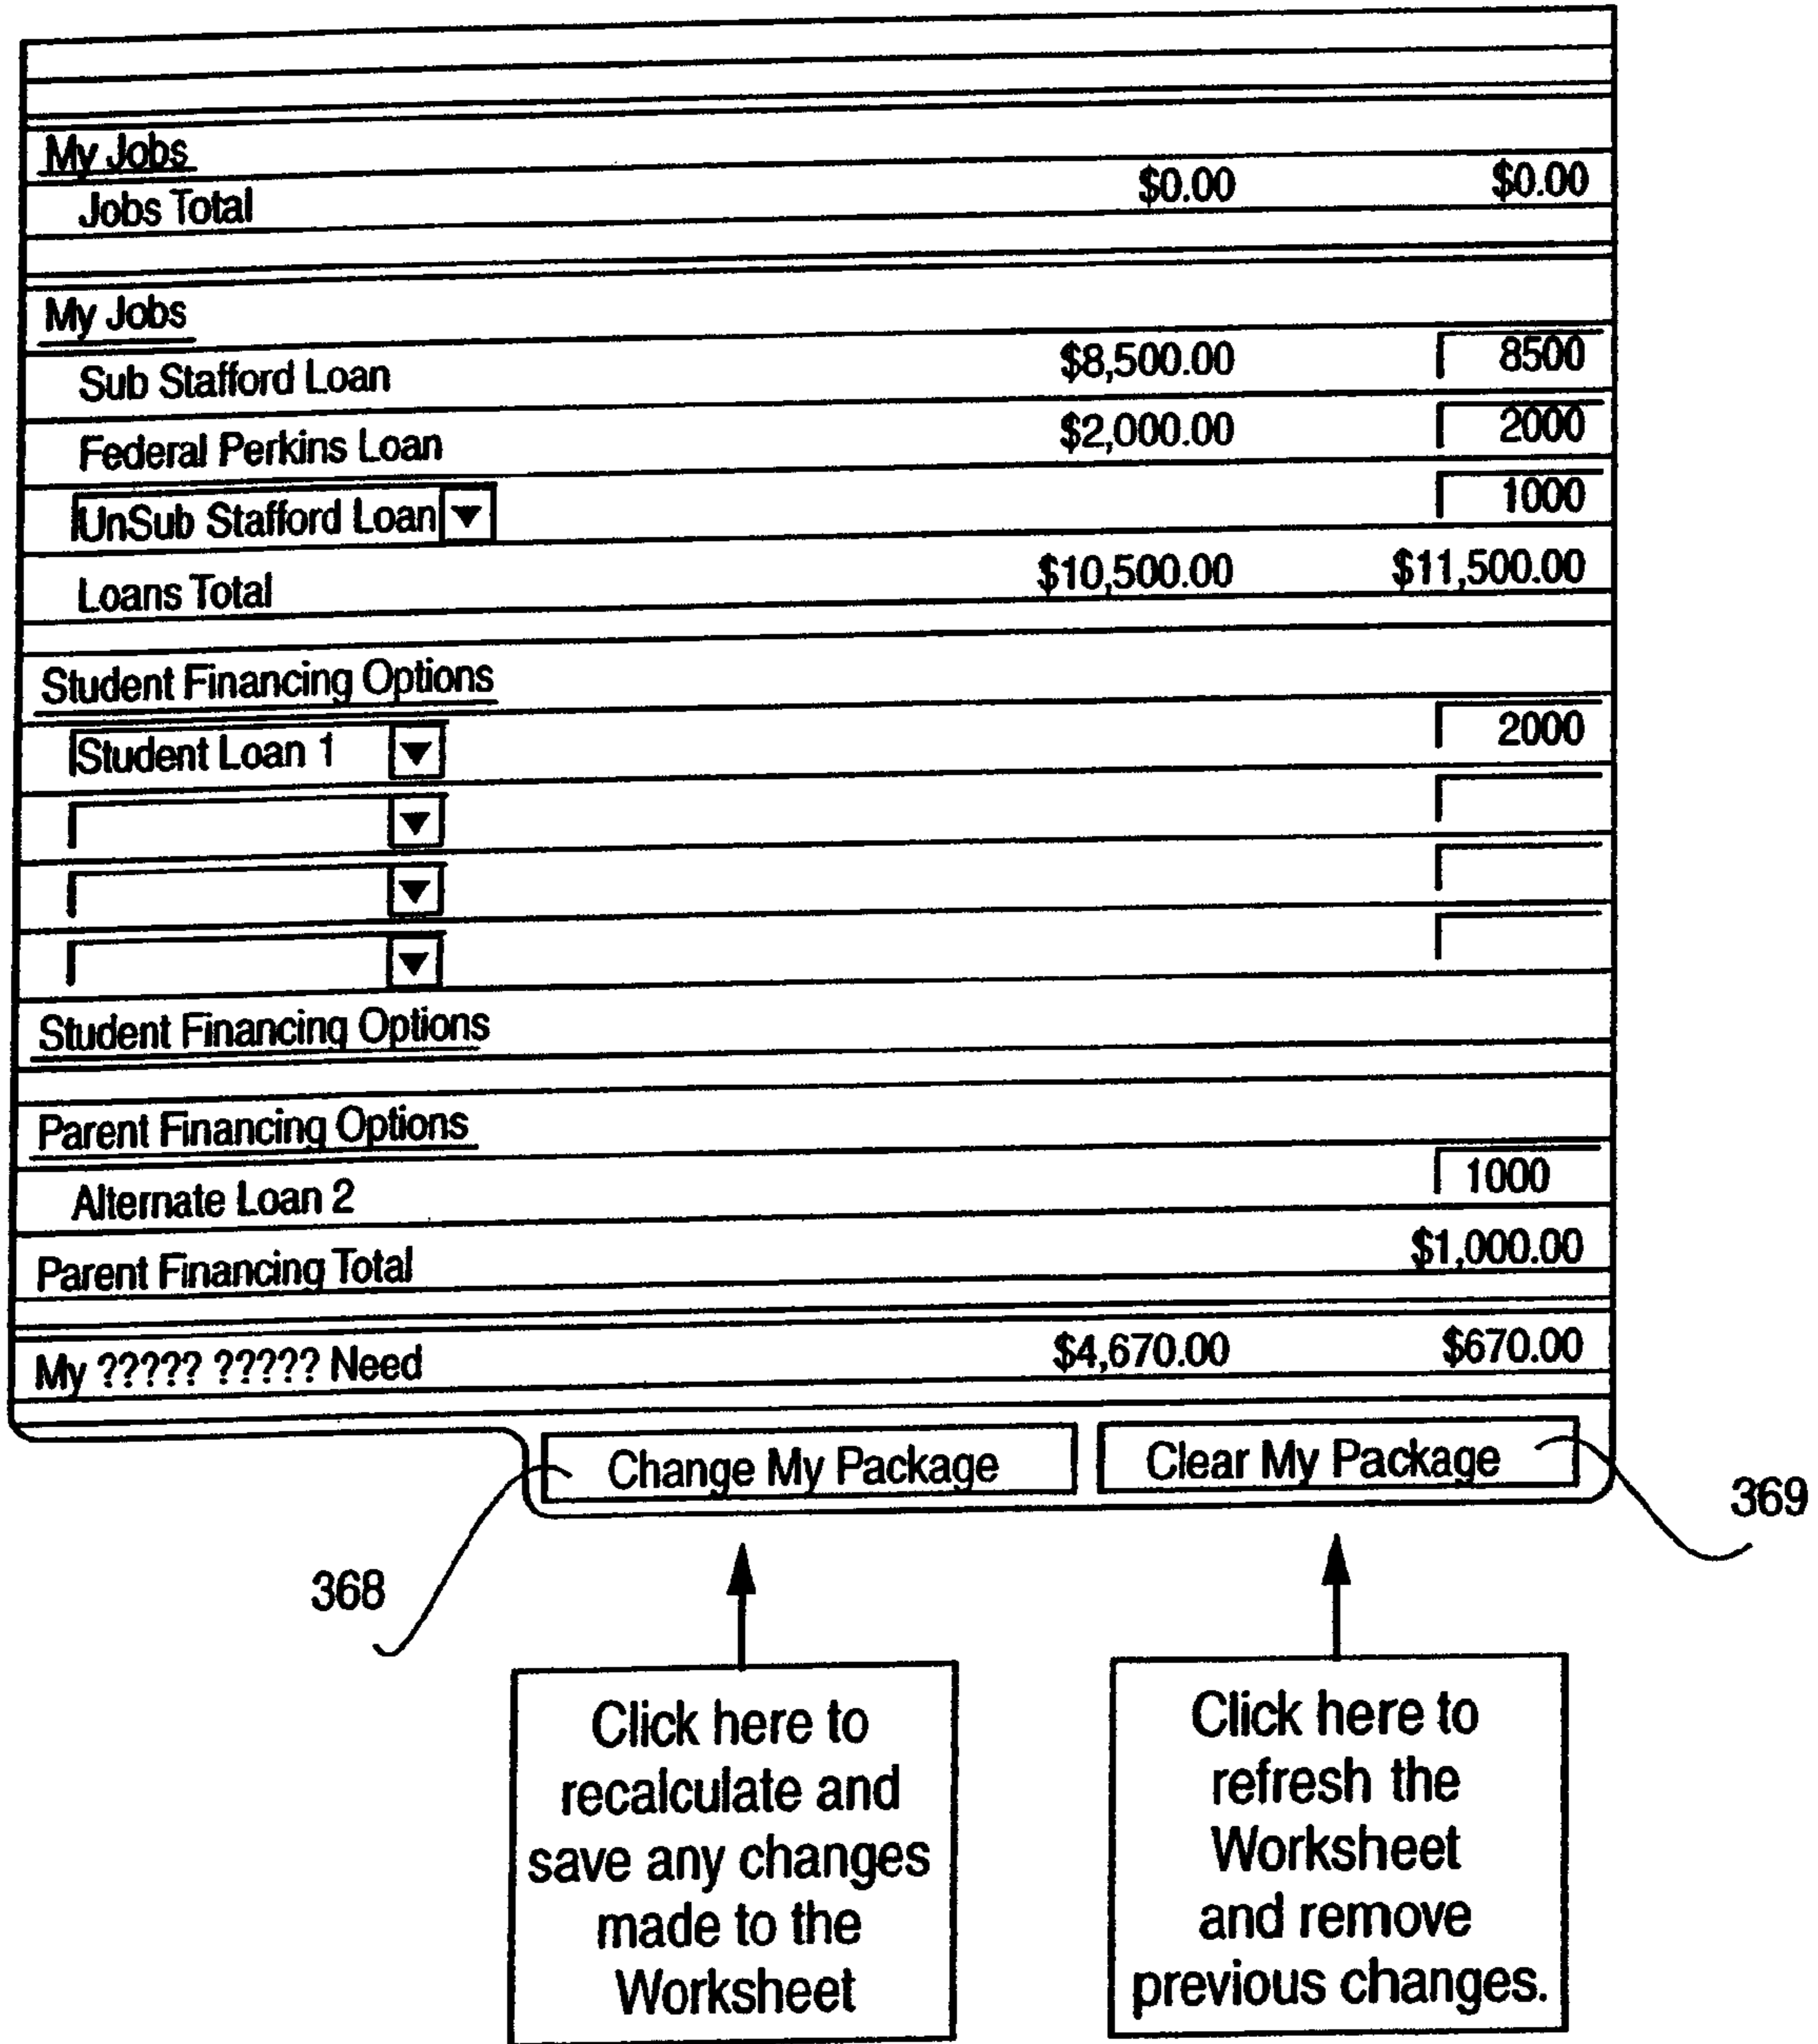 My Jobs
Jobs Total $0.00 $0.00
My Jobs
Sub Stafford Loan $8,500.00 8500
Federal Perkins Loan $2,000.00 2000
UnSub Stafford Loan 1000
Loans Total $10,500.00 $11,500.00
Student Financing Options
Student Loan 1 2000
Student Financing Options
Parent Financing Options
Alternate Loan 2 1000
Parent Financing Total $1,000.00
My ????? ????? Need $4,670.00 $670.00
Change My Package Clear My Package
369
368
Click here to
recalculate and
save any changes
made to the
Worksheet
Click here to
refresh the
Worksheet
and remove
previous changes.